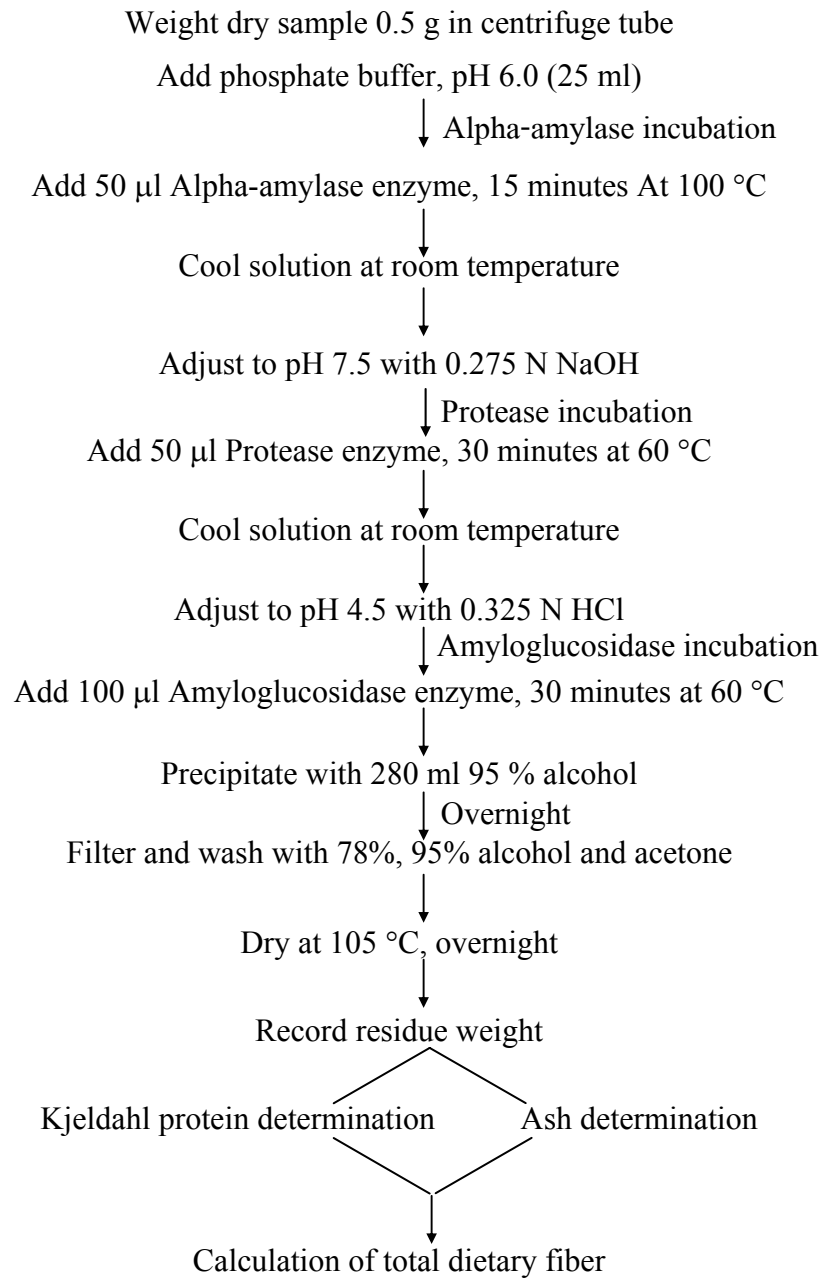 Weight dry sample 0.5 g in centrifuge tube
Add phosphate buffer, pH 6.0 (25 ml)
Alpha-amylase incubation
Add 50 μl Alpha-amylase enzyme, 15 minutes At 100 °C
Cool solution at room temperature
Adjust to pH 7.5 with 0.275 N NaOH
Protease incubation
Add 50 μl Protease enzyme, 30 minutes at 60 °C
Cool solution at room temperature
Adjust to pH 4.5 with 0.325 N HCl
Amyloglucosidase incubation
Add 100 μl Amyloglucosidase enzyme, 30 minutes at 60 °C
Precipitate with 280 ml 95 % alcohol
Overnight
Filter and wash with 78%, 95% alcohol and acetone
Dry at 105 °C, overnight
Record residue weight
Kjeldahl protein determination Ash determination
Calculation of total dietary fiber